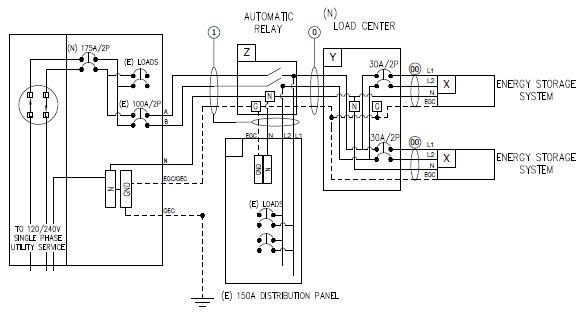 AUTOMATIC
RELAY
(N)
LOAD CENTER
(N) 175A/2P
(E) LOADS
(E) 100A/2P
A
B
N
EGC/GEC
GEC
N
GND
TO 120/240V
SINGLE PHASE
UTILITY SERVICE
1
Z
N
G
0
Y
N
G
30A/2P
30A/2P
00
L1
L2
N
EGC
X
ENERGY STORAGE
SYSTEM
00
L1
L2
N
EGC
X
ENERGY STORAGE
SYSTEM
EGC
N
L2
L1
GND
N
(E) LOADS
(E) 150A DISTRIBUTION PANEL